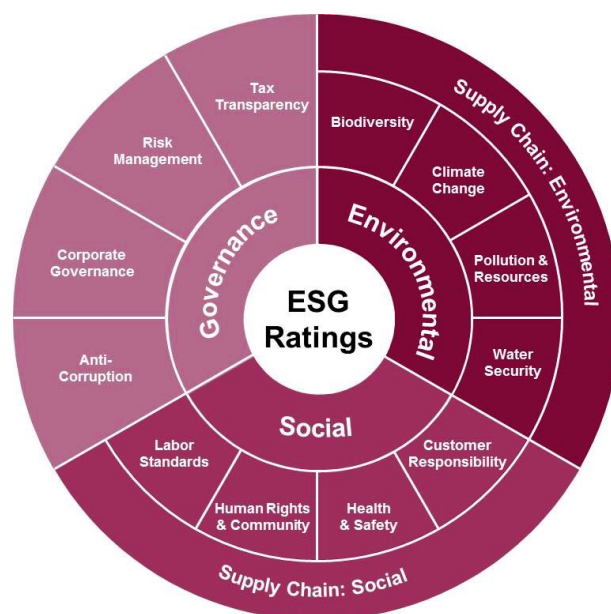 ESG
Ratings
Environmental
Biodiversity
Climate
Change
Pollution &
Resources
Water
Security
Supply Chain: Environmental
Social
Customer
Responsibility
Health
& Safety
Human Rights
& Community
Labor
Standards
Supply Chain: Social
Governance
Anti-
Corruption
Corporate
Governance
Risk
Management
Tax
Transparency